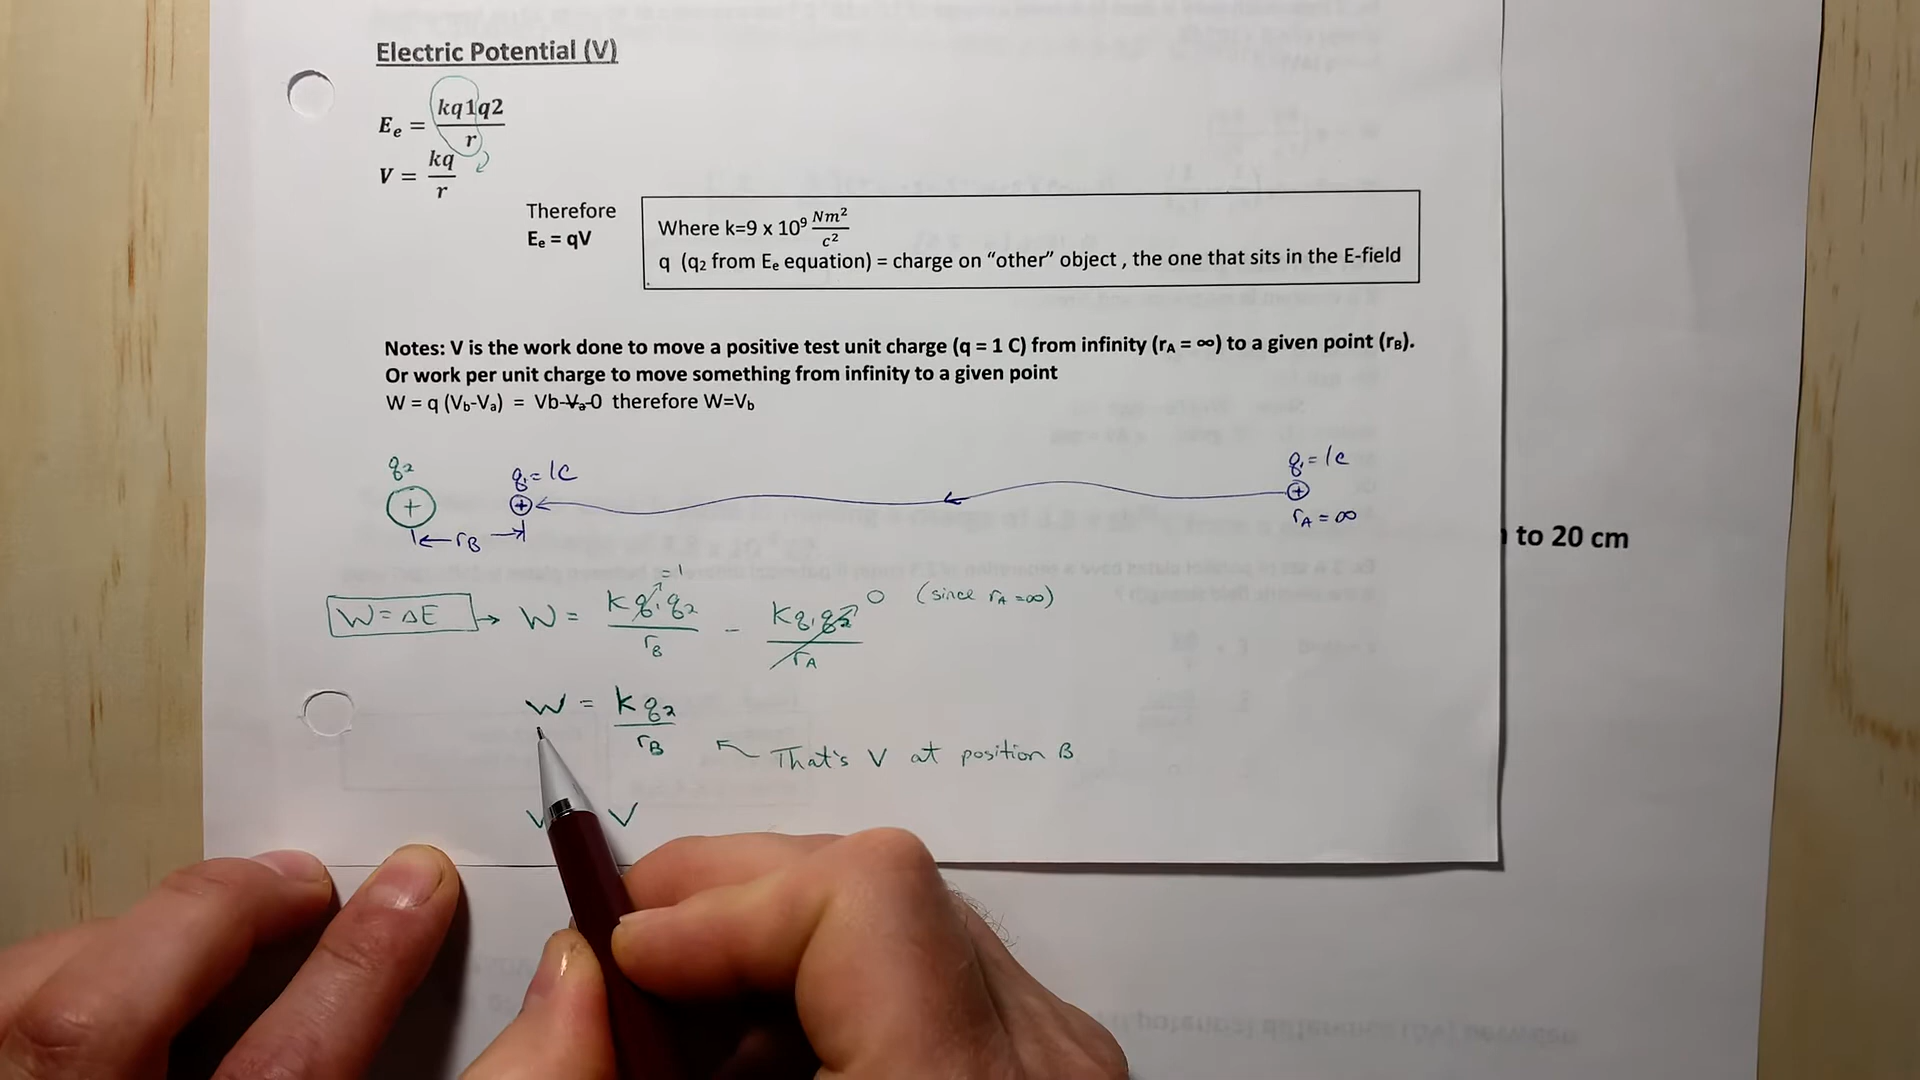 Electric Potential (V)
Ee = kq1q2 / r
V = kq / r
Therefore
Ee = qV
Where k=9 x 10⁹ Nm² / c²
q (q₂ from Ee equation) = charge on “other” object , the one that sits in the E-field
Notes: V is the work done to move a positive test unit charge (q = 1 C) from infinity (rA = ∞) to a given point (rB).
Or work per unit charge to move something from infinity to a given point
W = q (Vb-Va) = Vb-Va-0 therefore W=Vb
q₂
+
q₁ = 1C
+
rB
q₁ = 1C
+
rA = ∞
to 20 cm
W = ΔE → W = kq₁q₂ / rB - kq₁q₂ / rA
=1
0 (since rA = ∞)
W = kq₂ / rB
That's V at position B
V